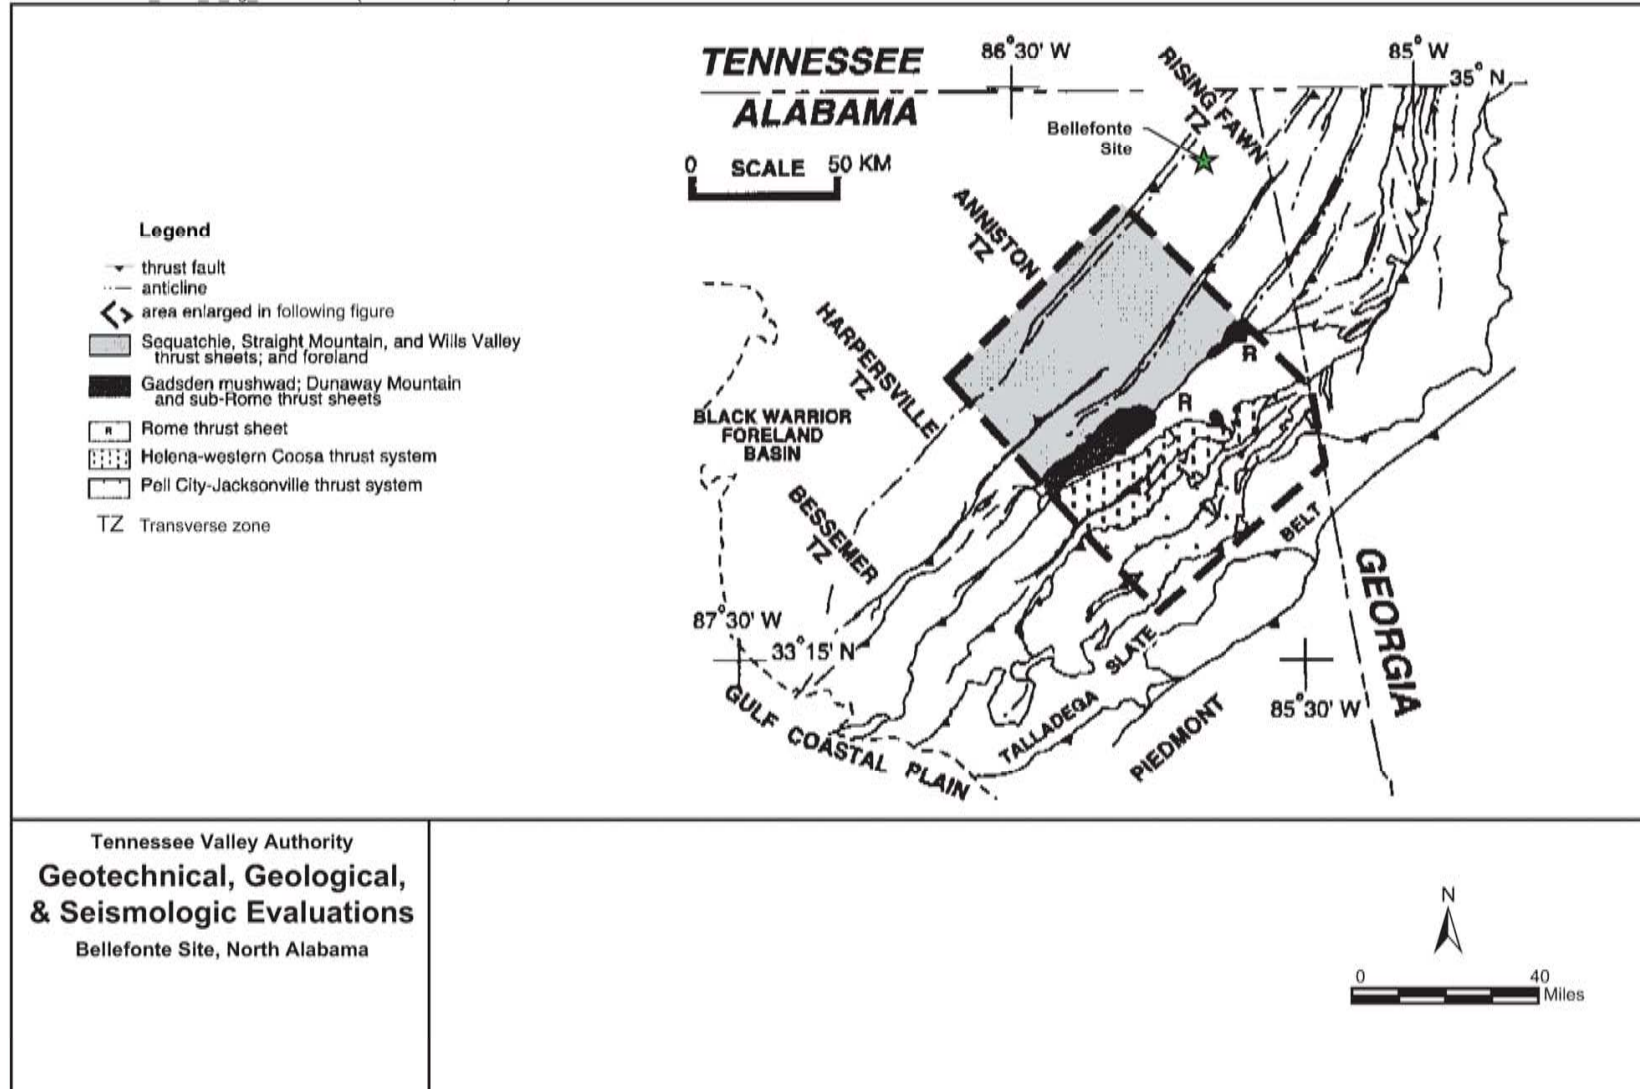 TENNESSEE
ALABAMA
86°30' W
85° W
35° N
RISING FAWN
TZ
Bellefonte
Site
0 SCALE 50 KM
ANNISTON
TZ
HARPERSVILLE
TZ
BLACK WARRIOR
FORELAND
BASIN
BESSEMER
TZ
R
R
BELT
SLATE
TALLADEGA
PIEDMONT
GEORGIA
87°30' W
33°15' N
85°30' W
GULF COASTAL PLAIN
Legend
thrust fault
anticline
area enlarged in following figure
Sequatchie, Straight Mountain, and Wills Valley
thrust sheets; and foreland
Gadsden mushwad; Dunaway Mountain
and sub-Rome thrust sheets
R Rome thrust sheet
Helena-western Coosa thrust system
Pell City-Jacksonville thrust system
TZ Transverse zone
Tennessee Valley Authority
Geotechnical, Geological,
& Seismologic Evaluations
Bellefonte Site, North Alabama
N
0 40
Miles